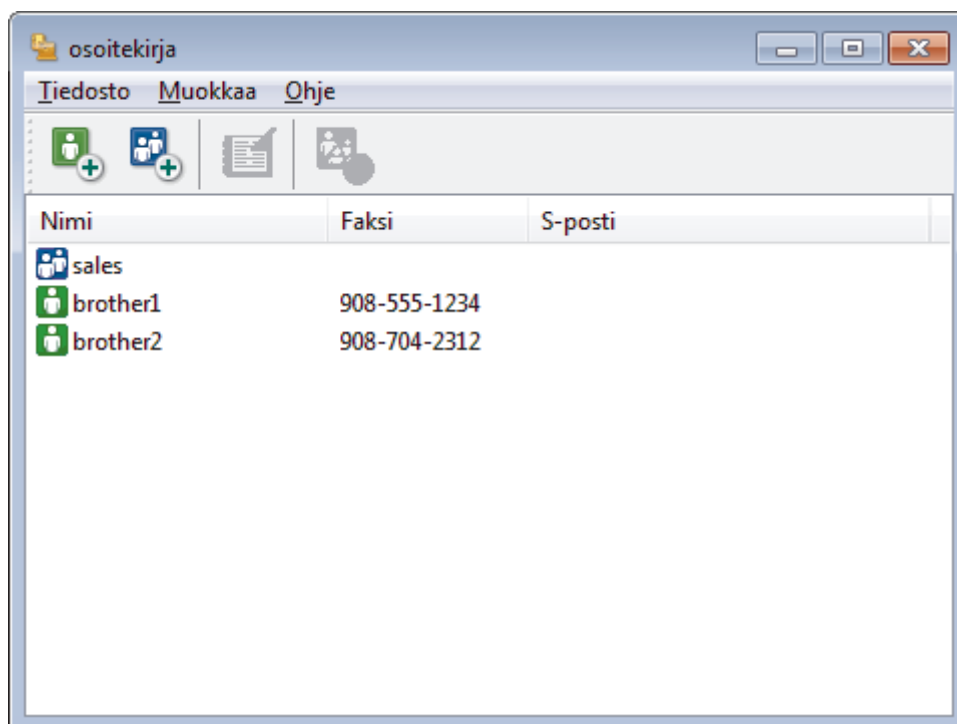 osoitekirja
Tiedosto Muokkaa Ohje
Nimi Faksi S-posti
sales
brother1 908-555-1234
brother2 908-704-2312